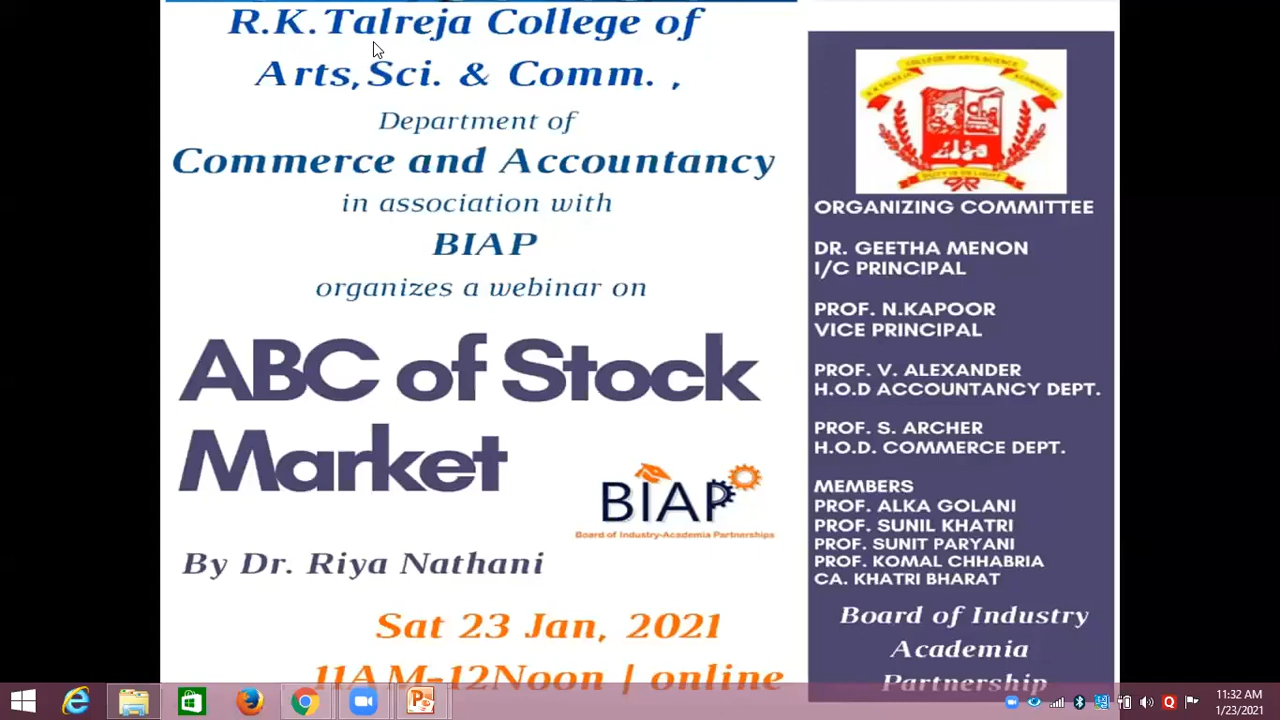 R.K.Talreja College of
Arts,Sci. & Comm. ,
Department of
Commerce and Accountancy
in association with
BIAP
organizes a webinar on
ABC of Stock
Market
BIAP
Board of Industry-Academia Partnerships
By Dr. Riya Nathani
Sat 23 Jan, 2021
11AM-12Noon | online
ORGANIZING COMMITTEE
DR. GEETHA MENON
I/C PRINCIPAL
PROF. N.KAPOOR
VICE PRINCIPAL
PROF. V. ALEXANDER
H.O.D ACCOUNTANCY DEPT.
PROF. S. ARCHER
H.O.D. COMMERCE DEPT.
MEMBERS
PROF. ALKA GOLANI
PROF. SUNIL KHATRI
PROF. SUNIT PARYANI
PROF. KOMAL CHHABRIA
CA. KHATRI BHARAT
Board of Industry
Academia
Partnership
11:32 AM
1/23/2021